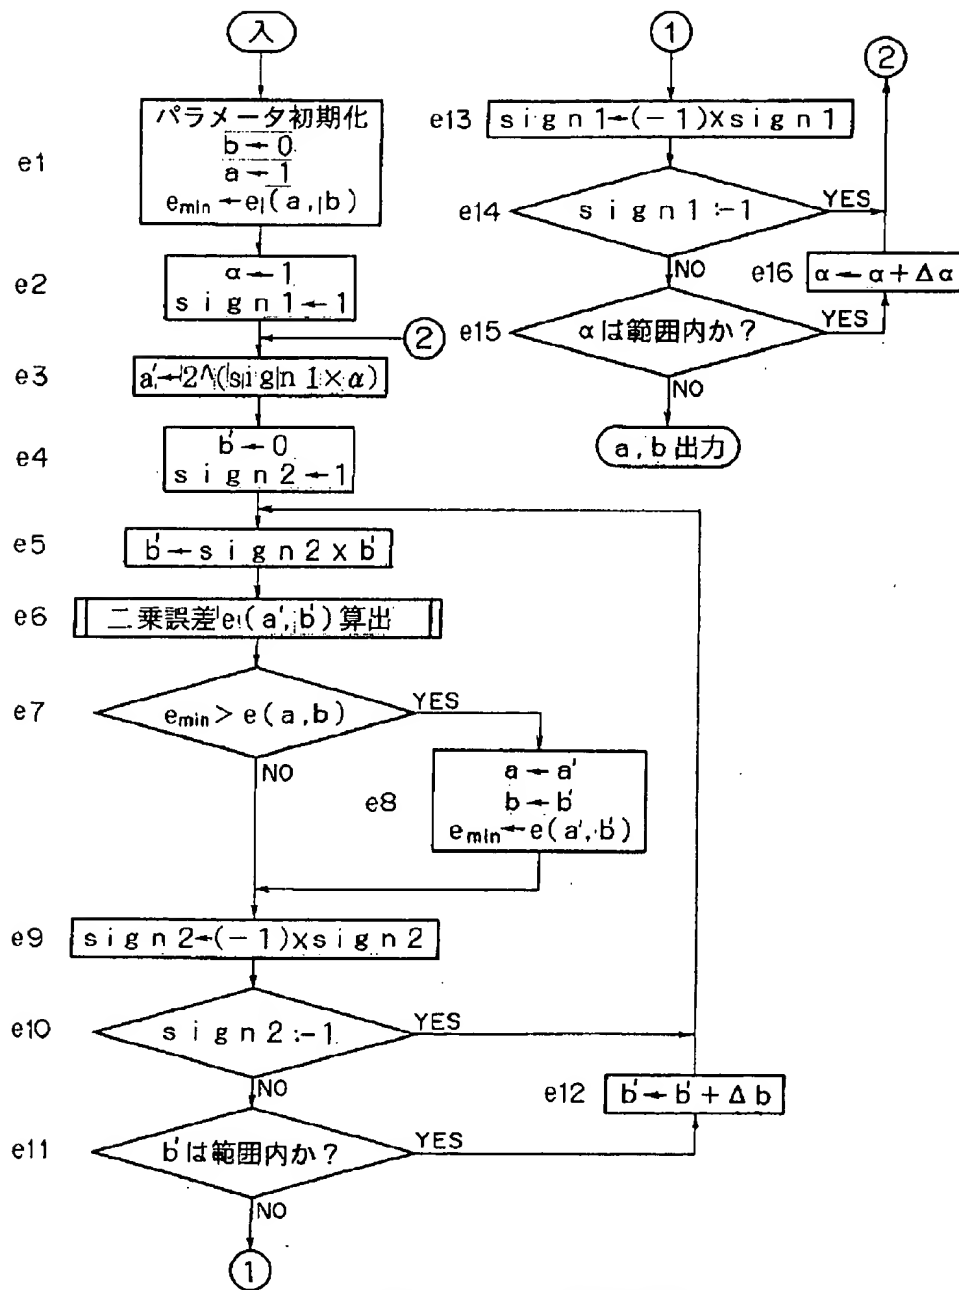 入
e1
パラメータ初期化
b ← 0
a ← 1
emin ← e(a, b)
e2
α ← 1
sign1 ← 1
②
e3
a' ← 2^(sign1×α)
e4
b' ← 0
sign2 ← 1
e5
b' ← sign2×b'
e6
二乗誤差e(a', b')算出
e7
emin > e(a, b)
YES
NO
e8
a ← a'
b ← b'
emin ← e(a', b')
e9
sign2 ← (-1)×sign2
e10
sign2 : -1
YES
NO
e11
b'は範囲内か？
YES
NO
e12
b' ← b' + Δb
①
①
②
e13
sign1 ← (-1)×sign1
e14
sign1 : -1
YES
NO
e15
αは範囲内か？
YES
NO
e16
α ← α + Δα
a, b出力